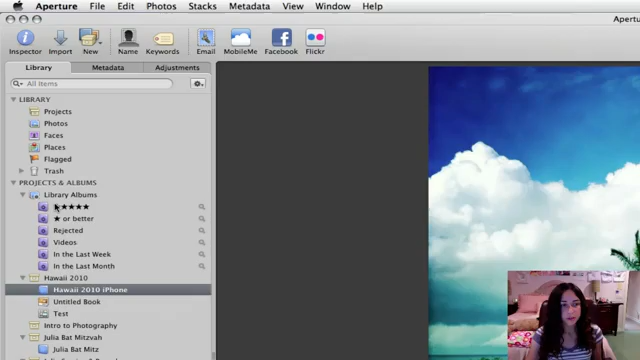 Aperture File Edit Photos Stacks Metadata View Window Help
Apertu
Inspector Import New Name Keywords Email MobileMe Facebook Flickr
Library Metadata Adjustments
All Items
LIBRARY
Projects
Photos
Faces
Places
Flagged
Trash
PROJECTS & ALBUMS
Library Albums
★★★★★
★ or better
Rejected
Videos
In the Last Week
In the Last Month
Hawaii 2010
Hawaii 2010 iPhone
Untitled Book
Test
Intro to Photography
Julia Bat Mitzvah
Julia Bat Mitz